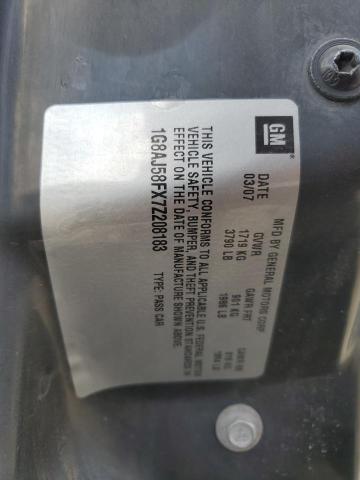 GM
MFD BY GENERAL MOTORS CORP
DATE GVWR GAWR FRT GAWR RR
03/07 1719 KG 901 KG
3790 LB 1986 LB
THIS VEHICLE CONFORMS TO ALL APPLICABLE U.S. FEDERAL MOTOR
VEHICLE SAFETY, BUMPER, AND THEFT PREVENTION STANDARDS IN
EFFECT ON THE DATE OF MANUFACTURE SHOWN ABOVE.
1G8AJ58FX7Z208183 TYPE: PASS CAR